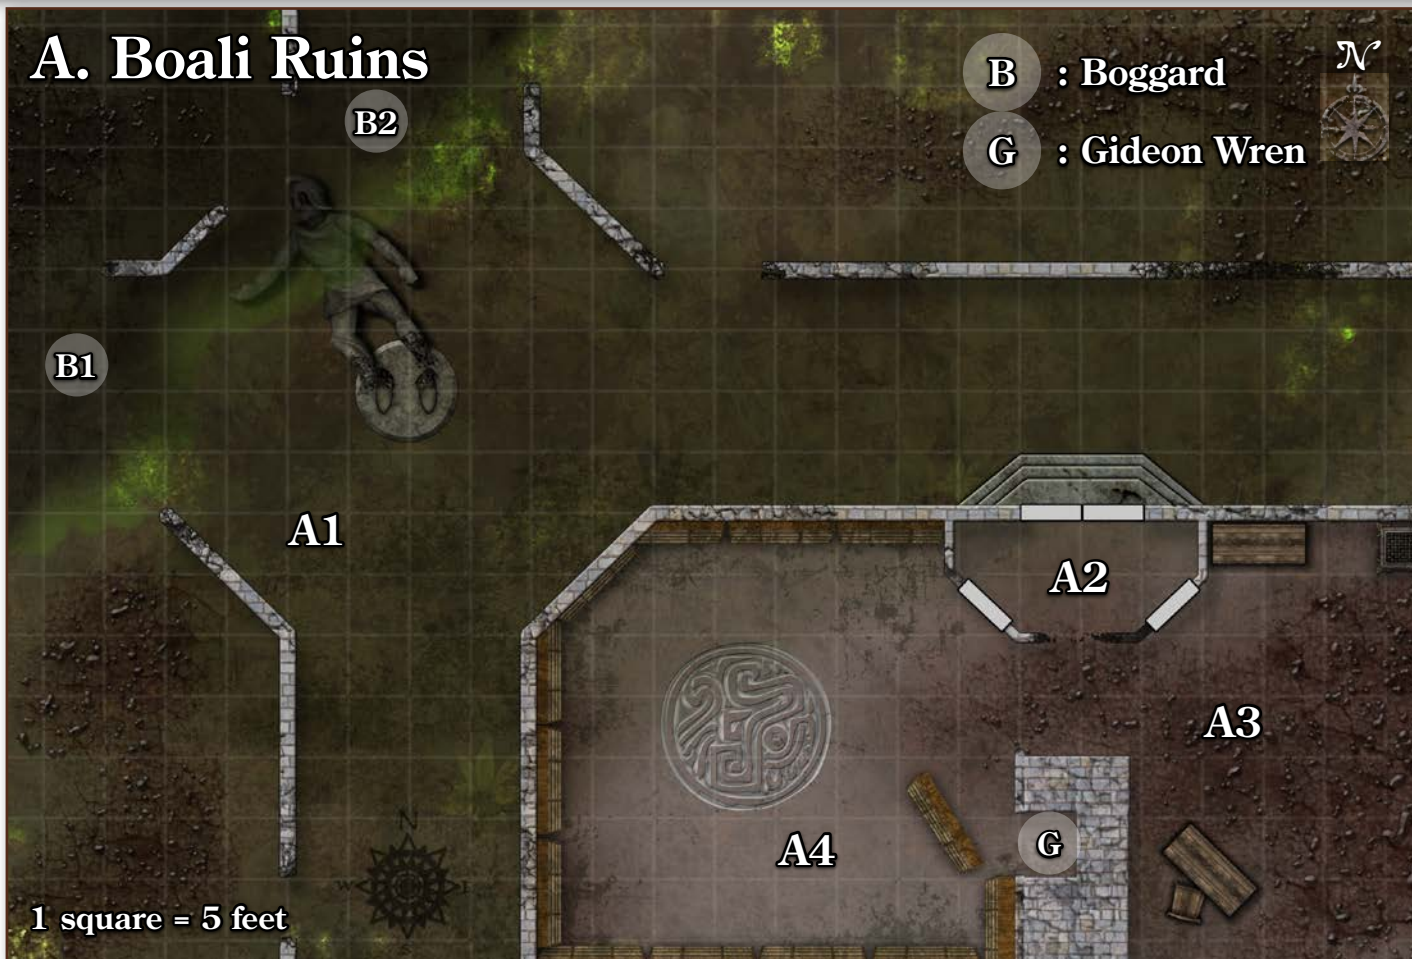 A. Boali Ruins
N
B : Boggard
G : Gideon Wren
B2
B1
A1
A2
A3
A4
G
N
W
1 square = 5 feet